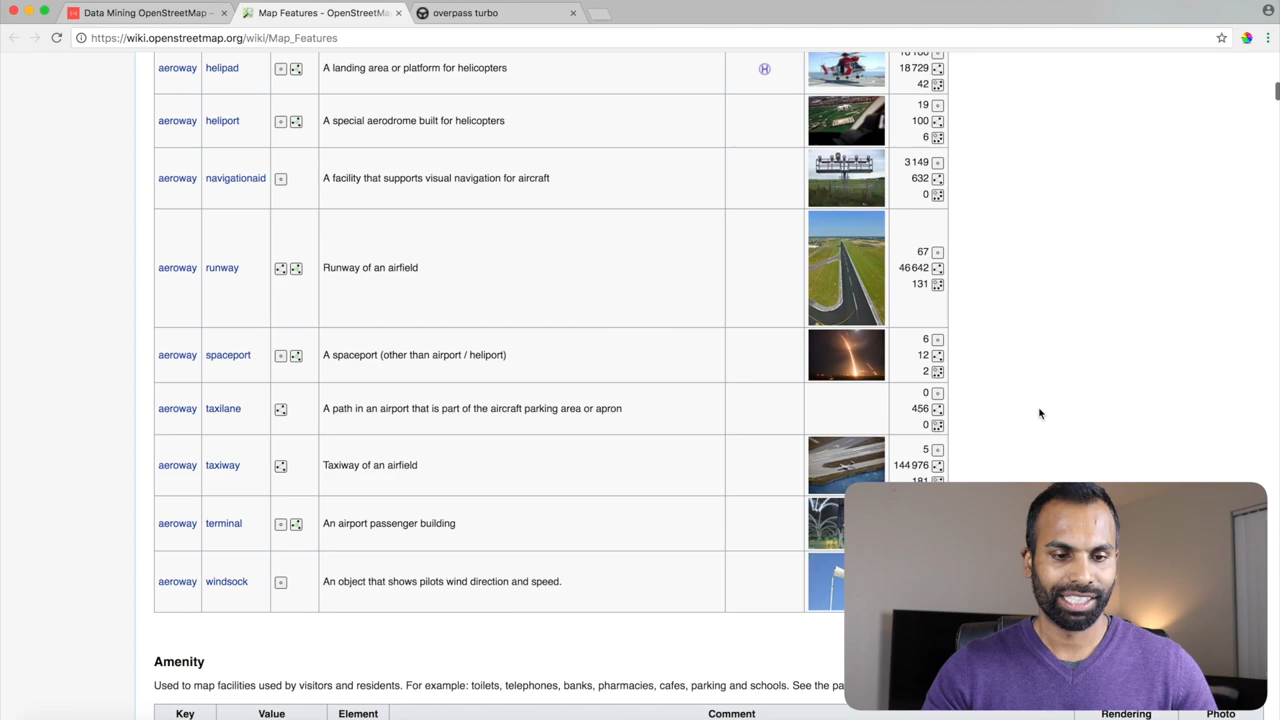 Data Mining OpenStreetMap –
Map Features - OpenStreetMa
overpass turbo
https://wiki.openstreetmap.org/wiki/Map_Features
aeroway helipad A landing area or platform for helicopters H 18 729
42
aeroway heliport A special aerodrome built for helicopters 19
100
6
aeroway navigationaid A facility that supports visual navigation for aircraft 3 149
632
0
aeroway runway Runway of an airfield 67
46 642
131
aeroway spaceport A spaceport (other than airport / heliport) 6
12
2
aeroway taxilane A path in an airport that is part of the aircraft parking area or apron 0
456
0
aeroway taxiway Taxiway of an airfield 5
144 976
181
aeroway terminal An airport passenger building
aeroway windsock An object that shows pilots wind direction and speed.
Amenity
Used to map facilities used by visitors and residents. For example: toilets, telephones, banks, pharmacies, cafes, parking and schools. See the pa
Key Value Element Comment Rendering Photo